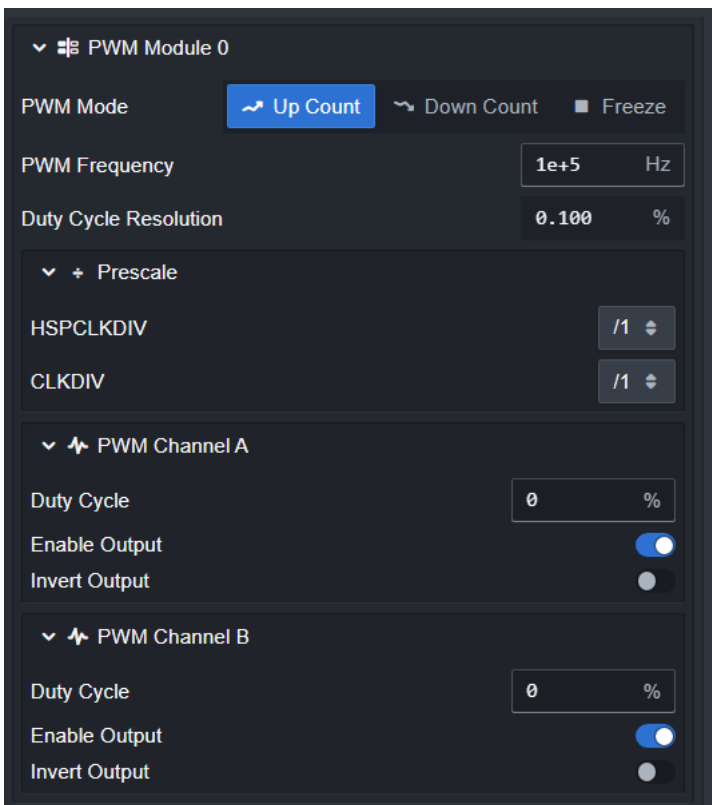 PWM Module 0
PWM Mode Up Count Down Count Freeze
PWM Frequency 1e+5 Hz
Duty Cycle Resolution 0.100 %
÷ Prescale
HSPCLKDIV /1
CLKDIV /1
PWM Channel A
Duty Cycle 0 %
Enable Output
Invert Output
PWM Channel B
Duty Cycle 0 %
Enable Output
Invert Output